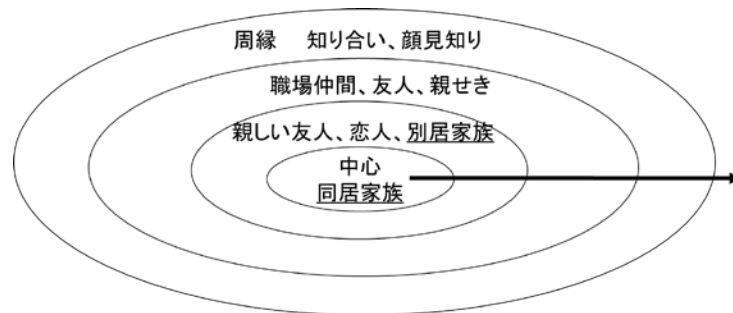 周縁　知り合い、顔見知り
職場仲間、友人、親せき
親しい友人、恋人、別居家族
中心
同居家族